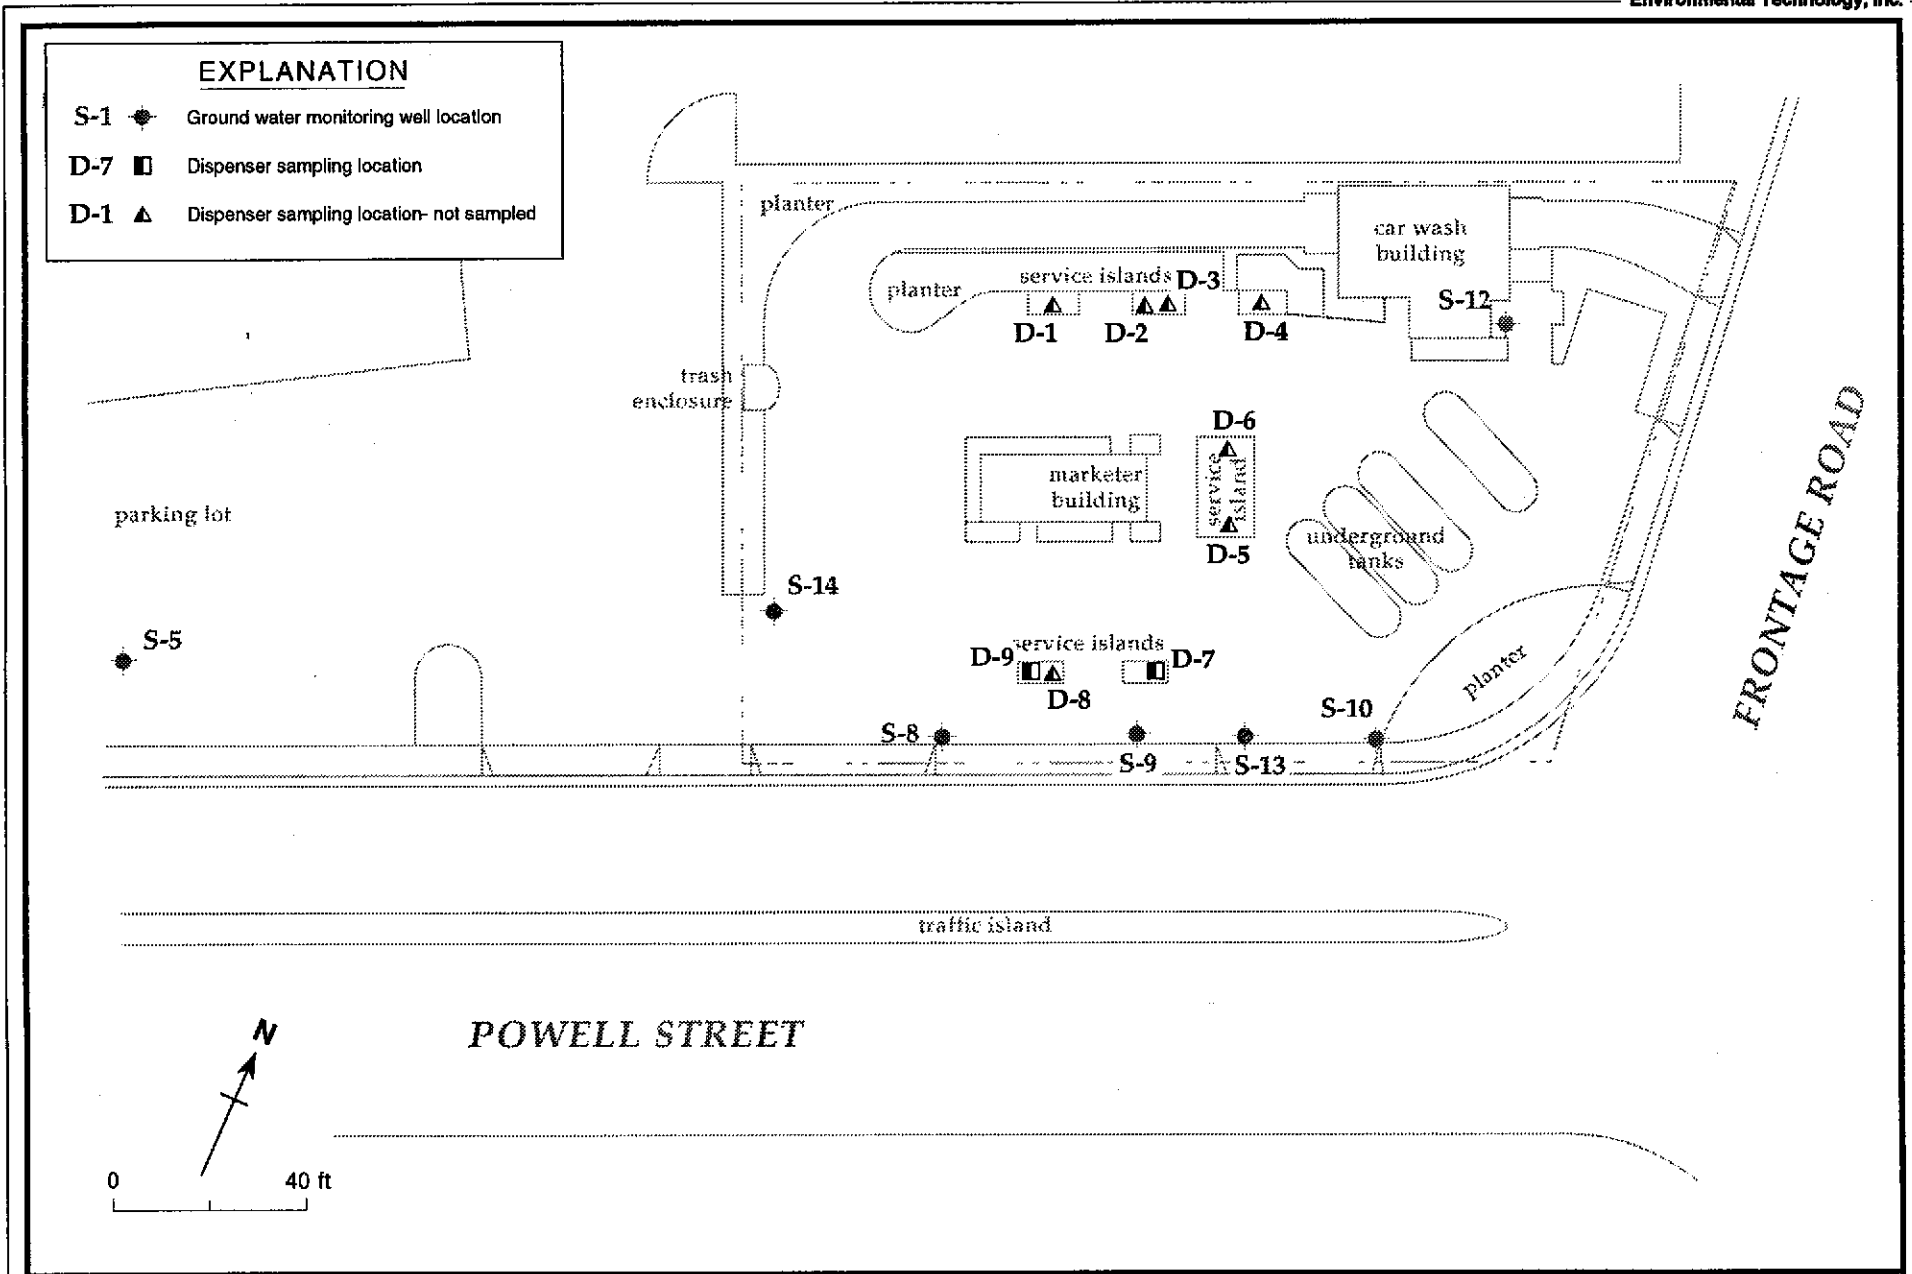 Environmental Technology, Inc.
EXPLANATION
S-1 Ground water monitoring well location
D-7 Dispenser sampling location
D-1 Dispenser sampling location- not sampled
planter
car wash
building
service islands
D-3
planter
S-12
D-1
D-2
D-4
trash
enclosure
D-6
marketer
building
service
island
parking lot
underground
tanks
D-5
S-14
S-5
service islands
D-9
D-7
D-8
planter
S-10
S-8
S-9
S-13
FRONTAGE ROAD
traffic island
POWELL STREET
N
0 40 ft